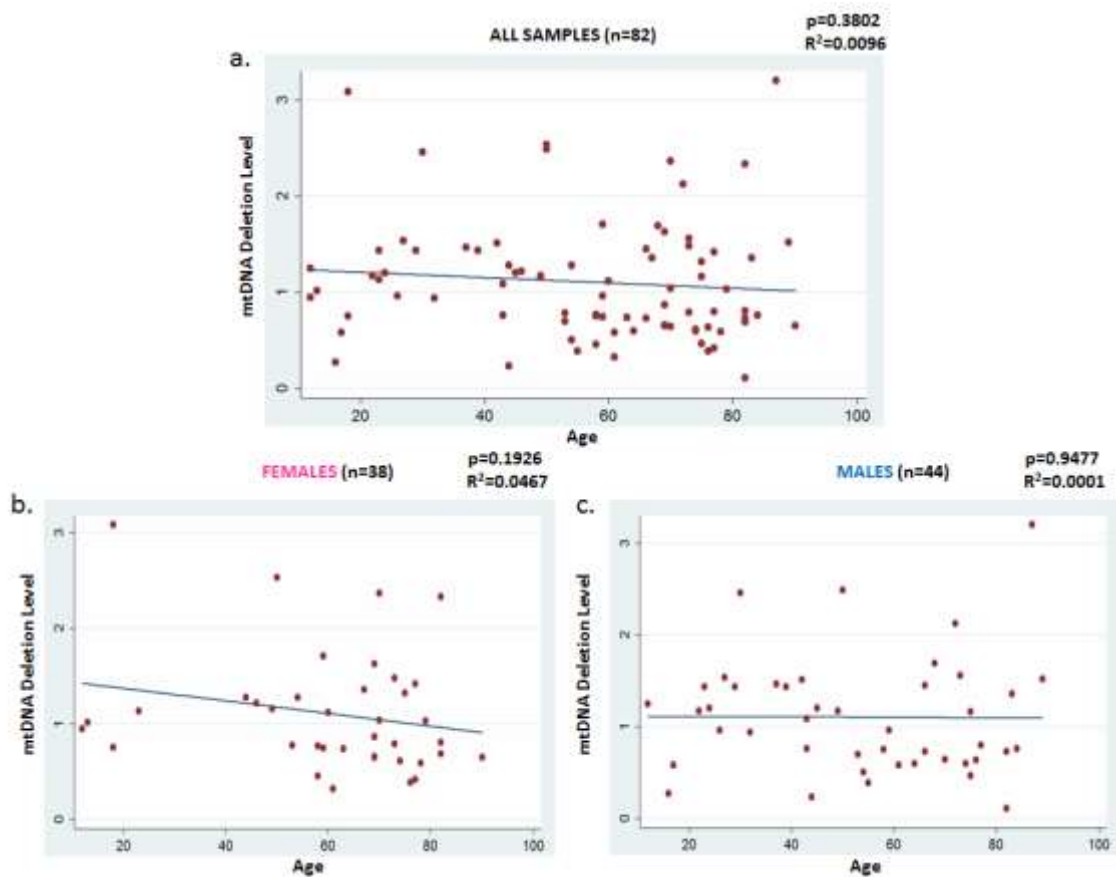 ALL SAMPLES (n=82)
p=0.3802
R²=0.0096
a.
mtDNA Deletion Level
3
2
1
0
20 40 60 80 100
Age
FEMALES (n=38)
p=0.1926
R²=0.0467
b.
mtDNA Deletion Level
3
2
1
0
20 40 60 80 100
Age
MALES (n=44)
p=0.9477
R²=0.0001
c.
mtDNA Deletion Level
3
2
1
0
20 40 60 80 100
Age